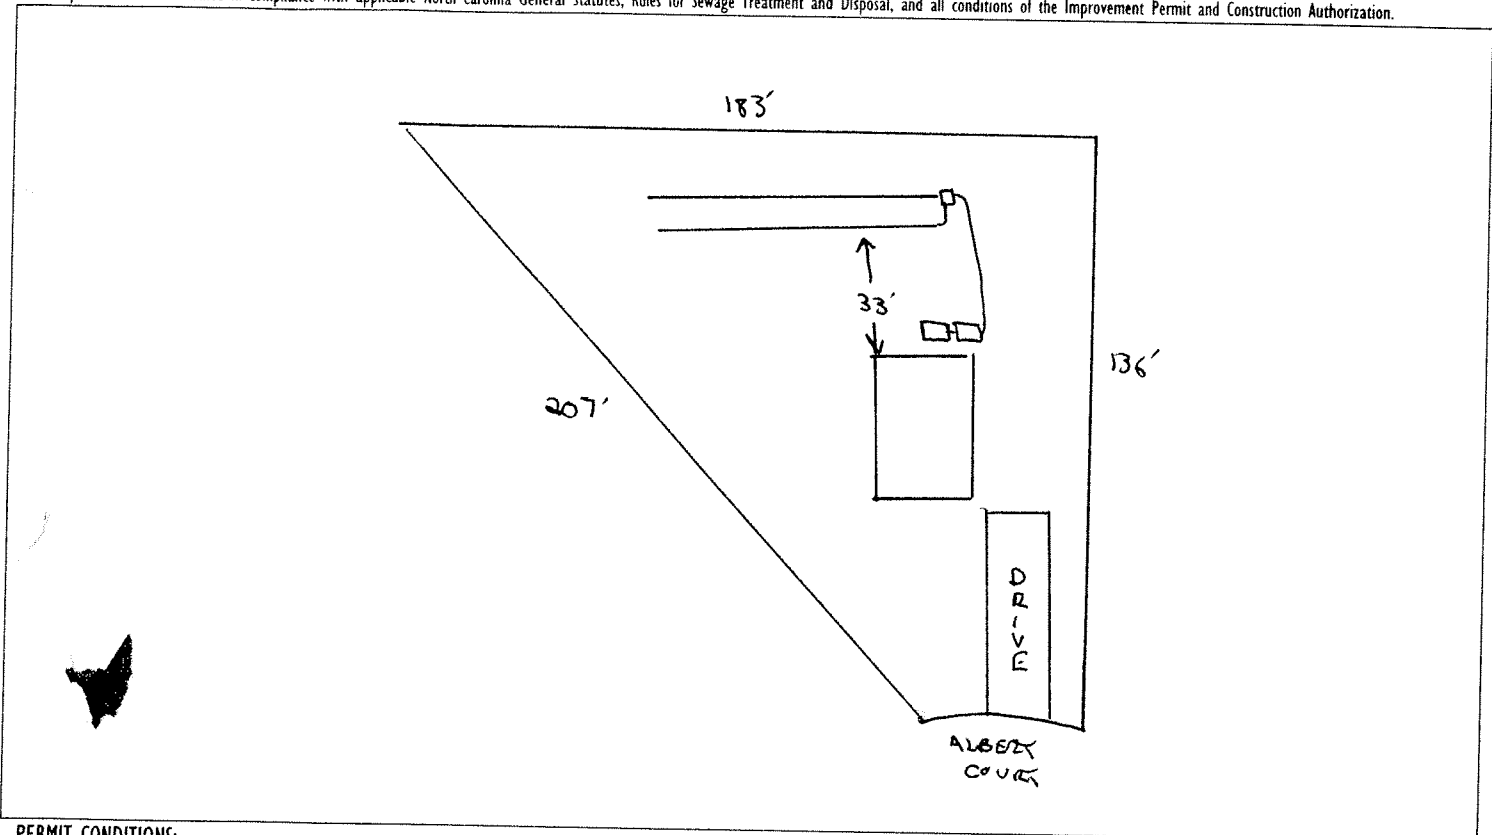 compliance with applicable North Carolina General Statutes, Rules for Sewage Treatment and Disposal, and all conditions of the Improvement Permit and Construction Authorization.
183'
33'
136'
207'
DRIVE
ALBERT
COURT
PERMIT CONDITIONS: